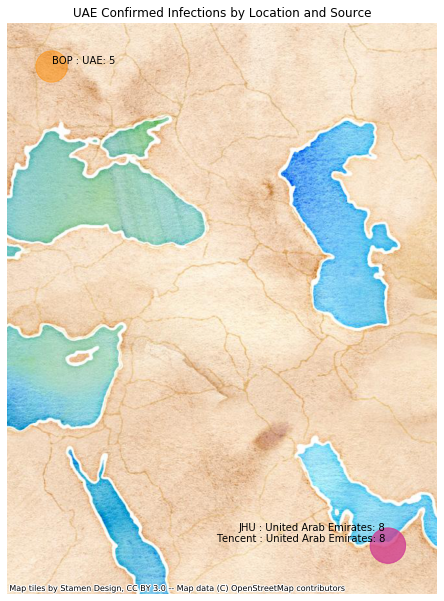 UAE Confirmed Infections by Location and Source
BOP : UAE: 5
JHU : United Arab Emirates: 8
Tencent : United Arab Emirates: 8
Map tiles by Stamen Design, CC BY 3.0 -- Map data (C) OpenStreetMap contributors